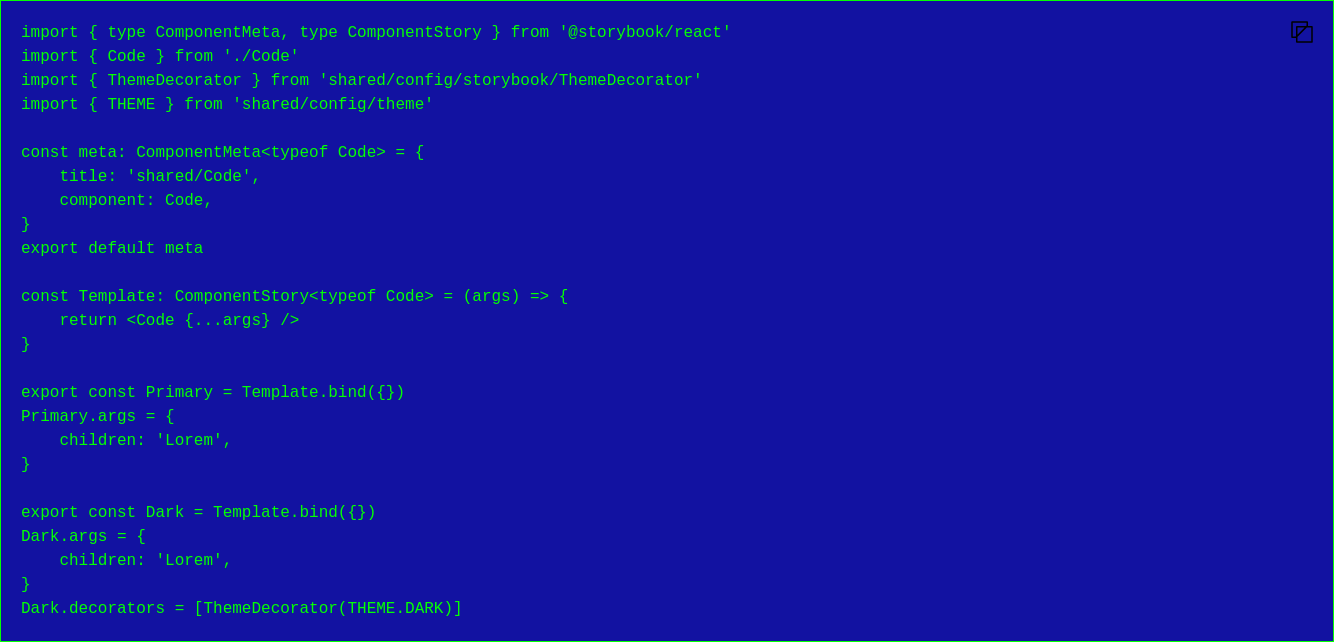 import { type ComponentMeta, type ComponentStory } from '@storybook/react'
import { Code } from './Code'
import { ThemeDecorator } from 'shared/config/storybook/ThemeDecorator'
import { THEME } from 'shared/config/theme'

const meta: ComponentMeta<typeof Code> = {
    title: 'shared/Code',
    component: Code,
}
export default meta

const Template: ComponentStory<typeof Code> = (args) => {
    return <Code {...args} />
}

export const Primary = Template.bind({})
Primary.args = {
    children: 'Lorem',
}

export const Dark = Template.bind({})
Dark.args = {
    children: 'Lorem',
}
Dark.decorators = [ThemeDecorator(THEME.DARK)]